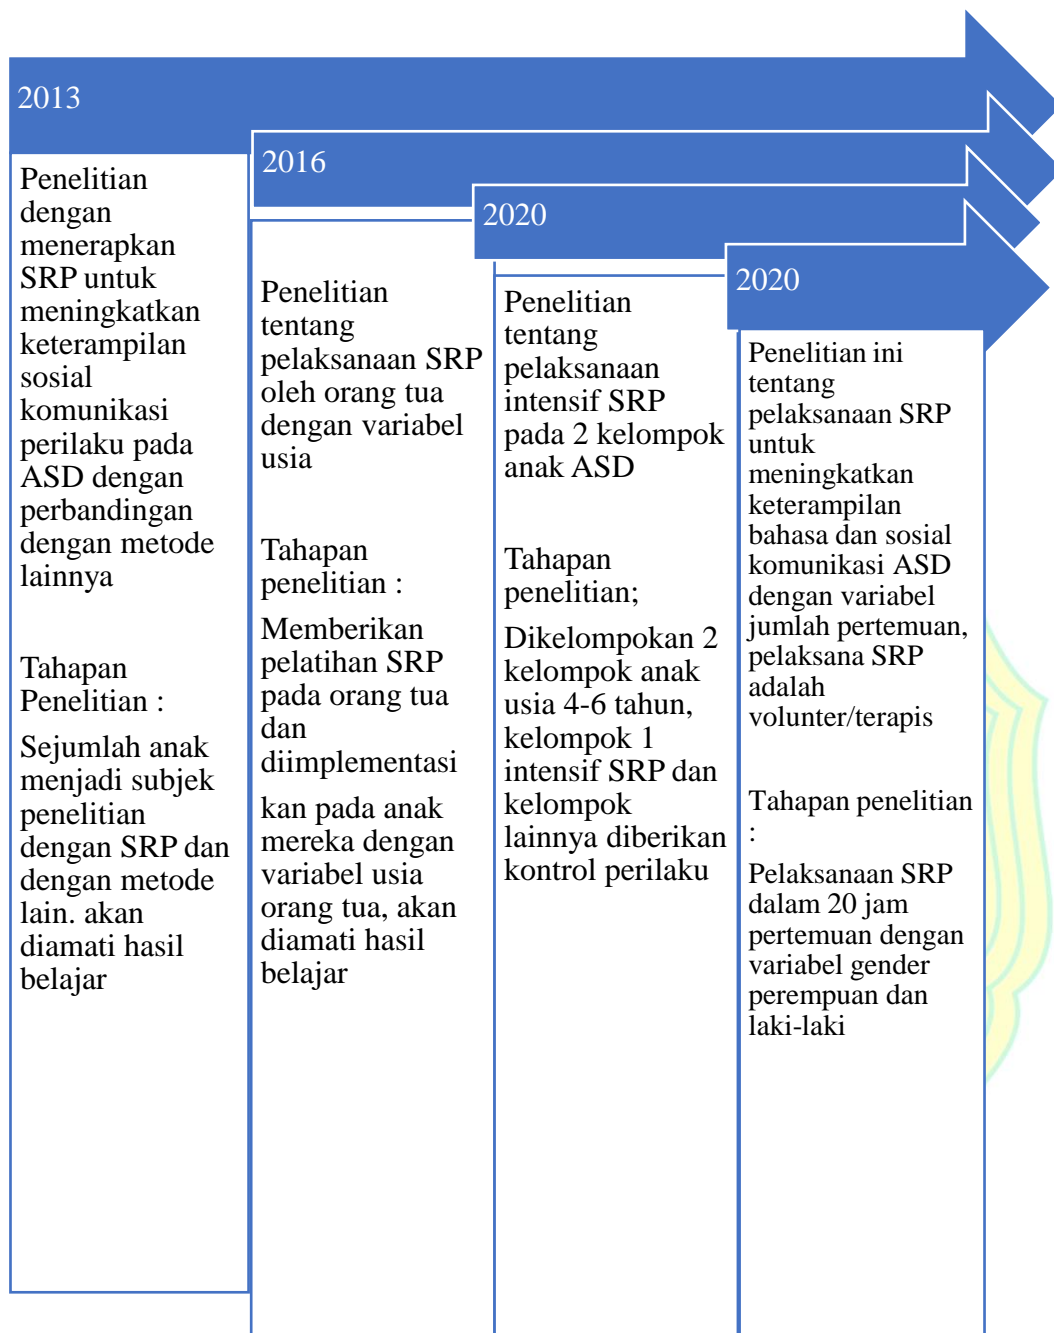 2013
Penelitian
dengan
menerapkan
SRP untuk
meningkatkan
keterampilan
sosial
komunikasi
perilaku pada
ASD dengan
perbandingan
dengan metode
lainnya
Tahapan
Penelitian :
Sejumlah anak
menjadi subjek
penelitian
dengan SRP dan
dengan metode
lain. akan
diamati hasil
belajar
2016
Penelitian
tentang
pelaksanaan SRP
oleh orang tua
dengan variabel
usia
Tahapan
penelitian :
Memberikan
pelatihan SRP
pada orang tua
dan
diimplementasi
kan pada anak
mereka dengan
variabel usia
orang tua, akan
diamati hasil
belajar
2020
Penelitian
tentang
pelaksanaan
intensif SRP
pada 2 kelompok
anak ASD
Tahapan
penelitian;
Dikelompokan 2
kelompok anak
usia 4-6 tahun,
kelompok 1
intensif SRP dan
kelompok
lainnya diberikan
kontrol perilaku
2020
Penelitian ini
tentang
pelaksanaan SRP
untuk
meningkatkan
keterampilan
bahasa dan sosial
komunikasi ASD
dengan variabel
jumlah pertemuan,
pelaksana SRP
adalah
volunter/terapis
Tahapan penelitian
:
Pelaksanaan SRP
dalam 20 jam
pertemuan dengan
variabel gender
perempuan dan
laki-laki